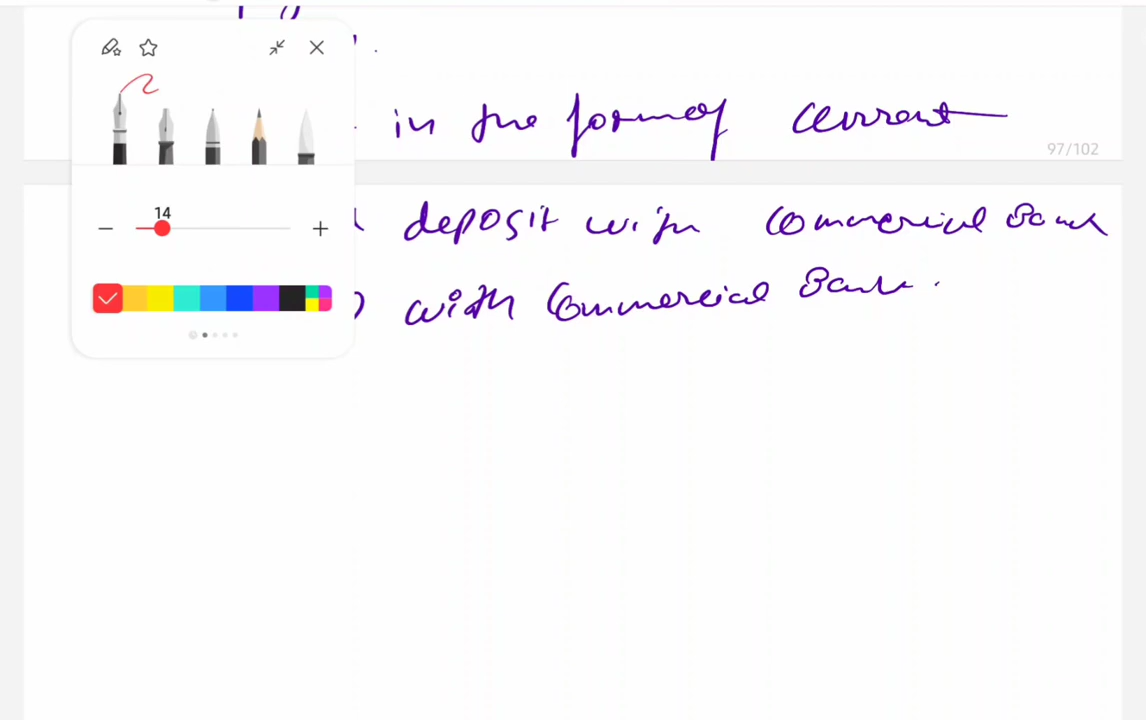 in the form of current
97/102
deposit with Commercial Bank
14
with Commercial Bank.